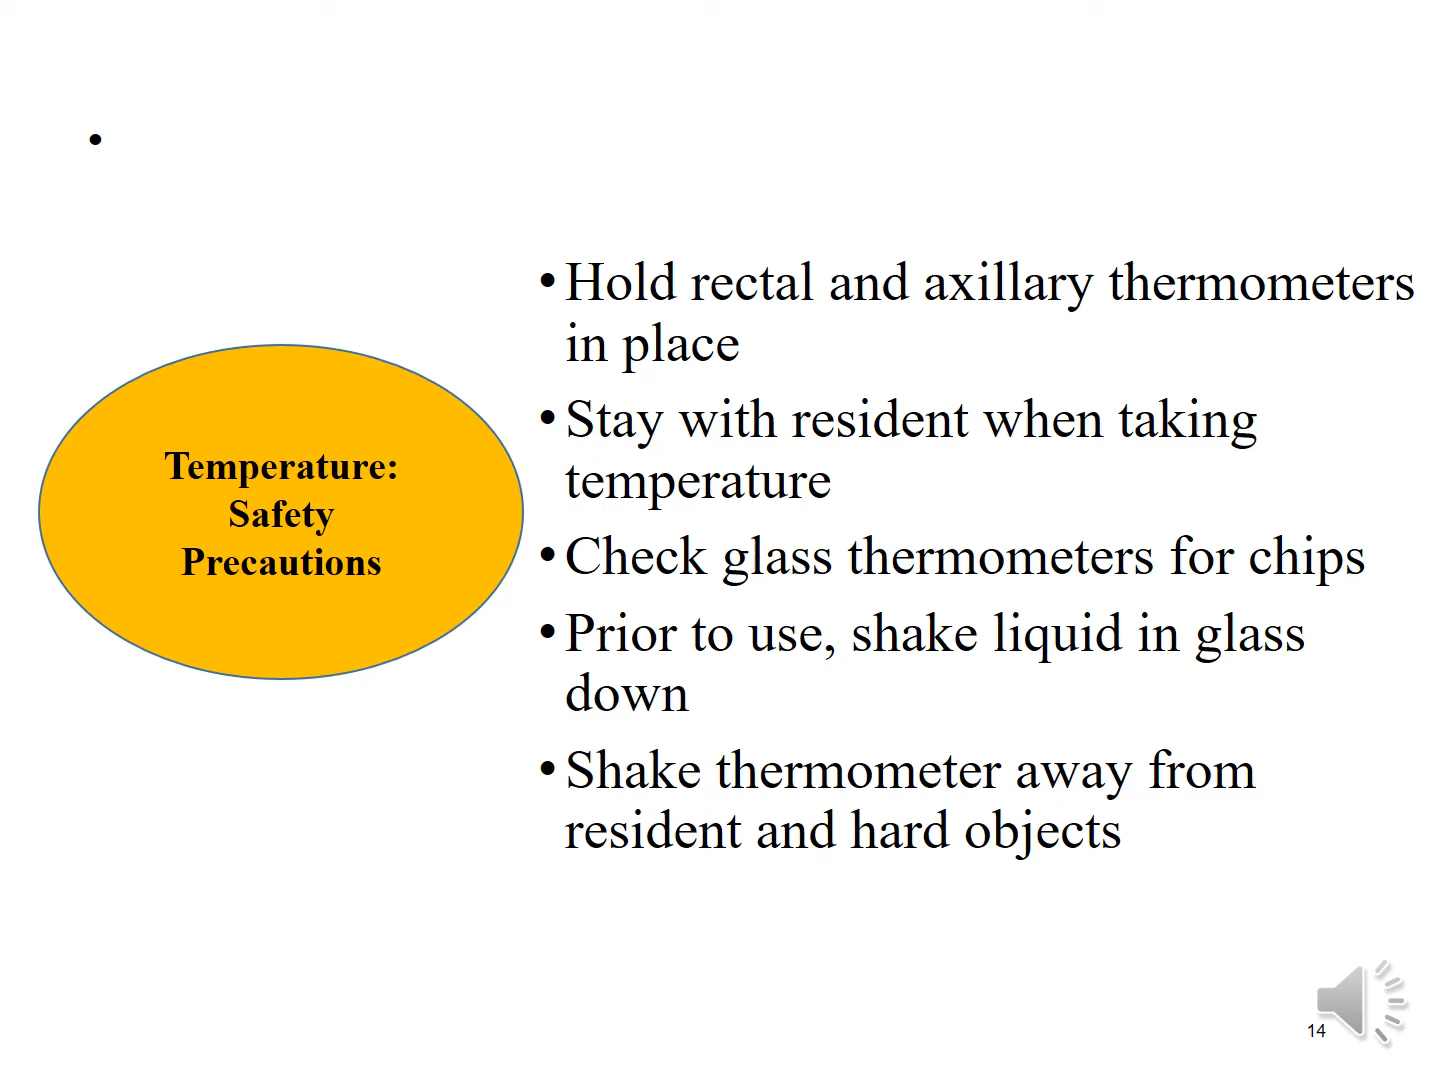 •
Temperature:
Safety
Precautions
•Hold rectal and axillary thermometers
in place
•Stay with resident when taking
temperature
•Check glass thermometers for chips
•Prior to use, shake liquid in glass
down
•Shake thermometer away from
resident and hard objects
14